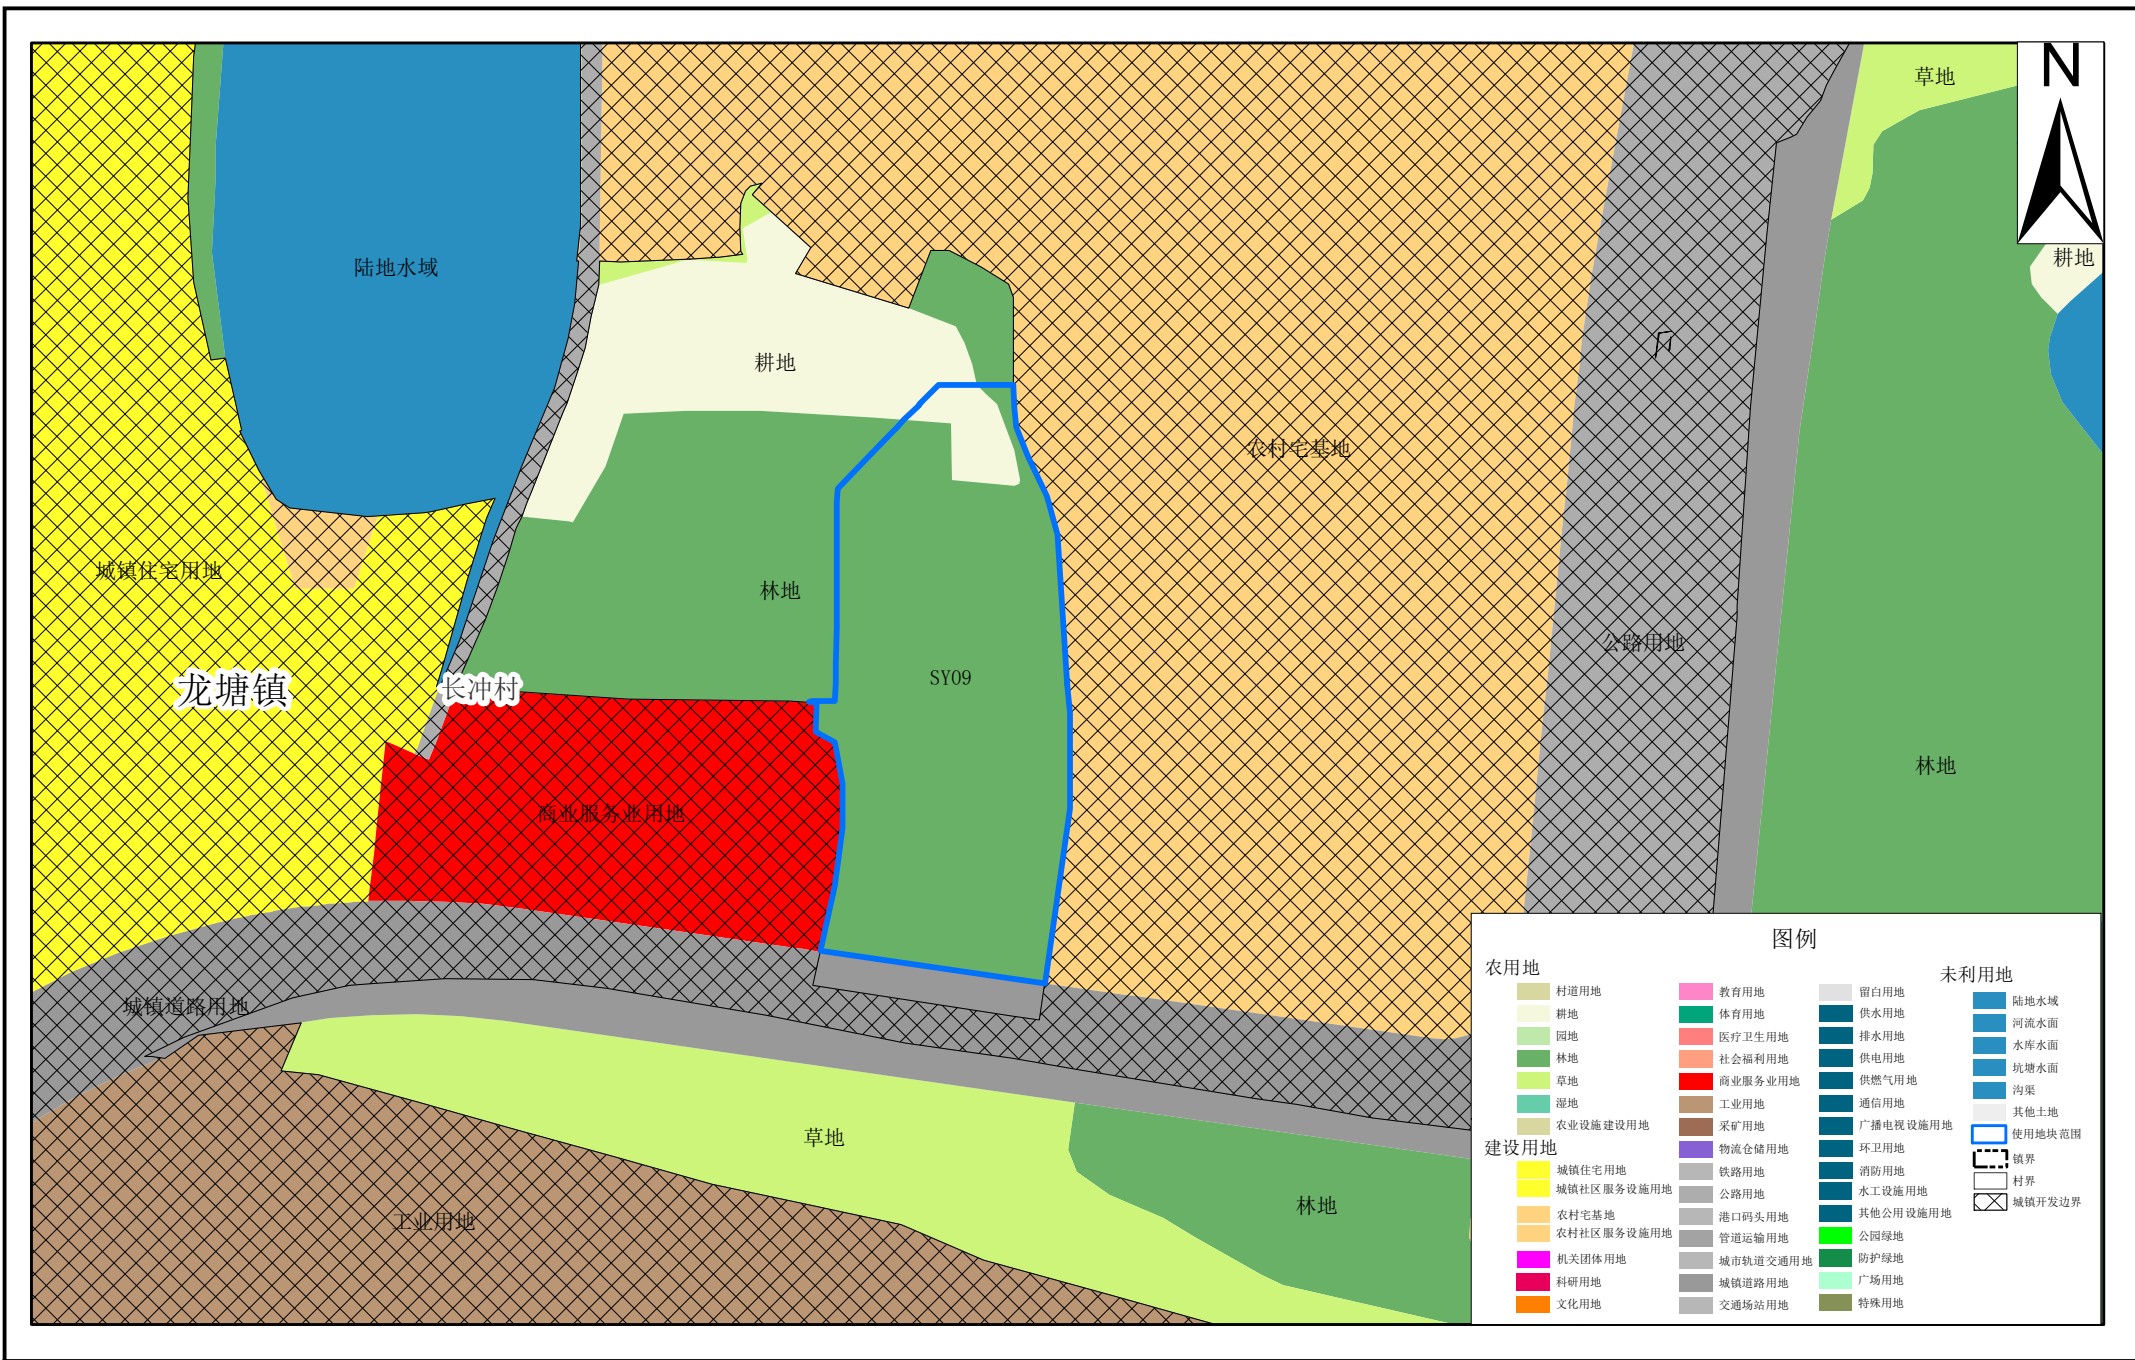 N
草地
耕地
陆地水域
耕地
农村宅基地
城镇住宅用地
林地
公路用地
SY09
龙塘镇
长冲村
林地
商业服务业用地
城镇道路用地
草地
林地
工业用地
图例
农用地
村道用地
耕地
园地
林地
草地
湿地
农业设施建设用地
建设用地
城镇住宅用地
城镇社区服务设施用地
农村宅基地
农村社区服务设施用地
机关团体用地
科研用地
文化用地
教育用地
体育用地
医疗卫生用地
社会福利用地
商业服务业用地
工业用地
采矿用地
物流仓储用地
铁路用地
公路用地
港口码头用地
管道运输用地
城市轨道交通用地
城镇道路用地
交通场站用地
留白用地
供水用地
排水用地
供电用地
供燃气用地
通信用地
广播电视设施用地
环卫用地
消防用地
水工设施用地
其他公用设施用地
公园绿地
防护绿地
广场用地
特殊用地
未利用地
陆地水域
河流水面
水库水面
坑塘水面
沟渠
其他土地
使用地块范围
镇界
村界
城镇开发边界